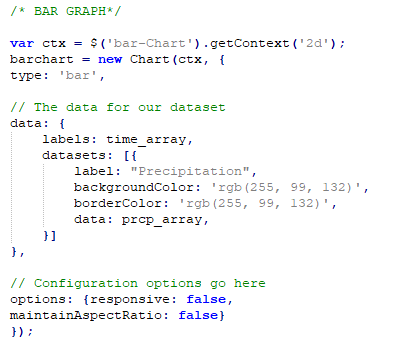 /* BAR GRAPH*/
var ctx = $('bar-Chart').getContext('2d');
barchart = new Chart(ctx, {
type: 'bar',
// The data for our dataset
data: {
labels: time_array,
datasets: [{
label: "Precipitation",
backgroundColor: 'rgb(255, 99, 132)',
borderColor: 'rgb(255, 99, 132)',
data: prcp_array,
}]
},
// Configuration options go here
options: {responsive: false,
maintainAspectRatio: false}
});